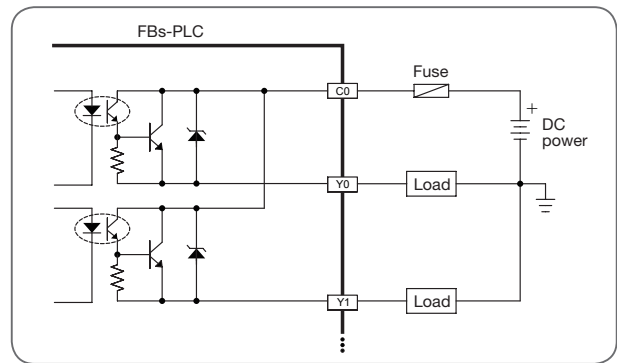 FBs-PLC
Fuse
C0
+
DC
power
Y0
Load
Y1
Load